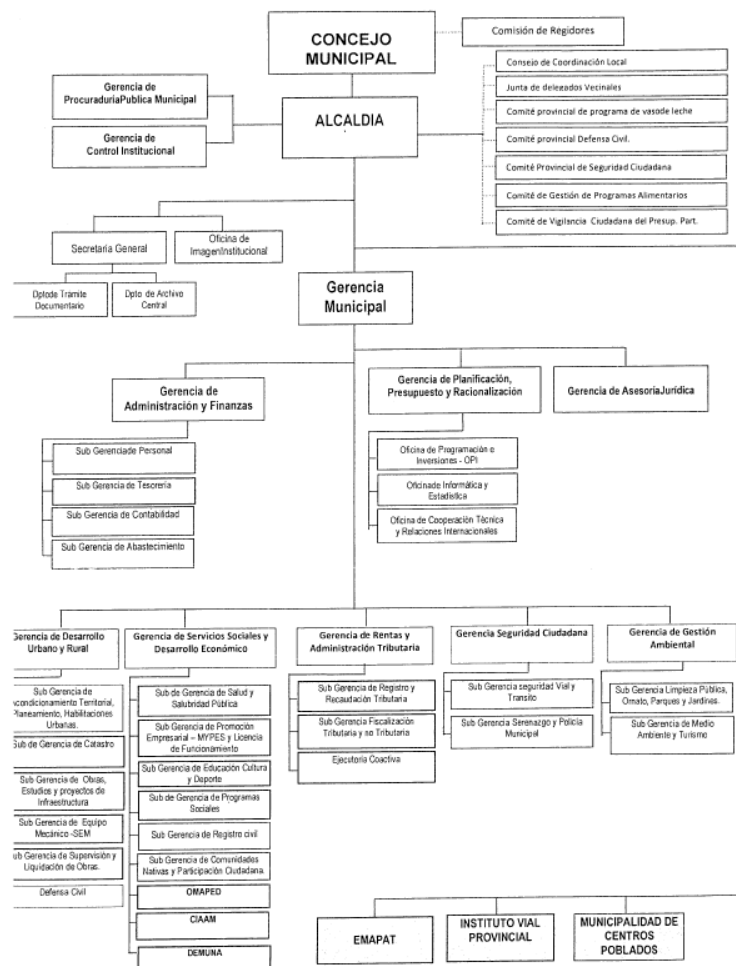 CONCEJO
MUNICIPAL
Comisión de Regidores
Gerencia de
ProcuraduriaPublica Municipal
Gerencia de
Control Institucional
ALCALDIA
Consejo de Coordinación Local
Junta de delegados Vecinales
Comité provincial de programa de vasode leche
Comité provincial Defensa Civil.
Comité Provincial de Seguridad Ciudadana
Comité de Gestión de Programas Alimentarios
Comité de Vigilancia Ciudadana del Presup. Part.
Secretaria General
Oficina de
ImagenInstitucional
Dptode Trámite
Documentario
Dpto de Archivo
Central
Gerencia
Municipal
Gerencia de
Administración y Finanzas
Gerencia de Planificación,
Presupuesto y Racionalización
Gerencia de AsesoriaJurídica
Sub Gerenciade Personal
Sub Gerencia de Tesorería
Sub Gerencia de Contabilidad
Sub Gerencia de Abastecimiento
Oficina de Programación e
Inversiones - OPI
Oficinade Informática y
Estadística
Oficina de Cooperación Técnica
y Relaciones Internacionales
Gerencia de Desarrollo
Urbano y Rural
Sub Gerencia de
condicionamiento Territorial,
Planeamiento, Habilitaciones
Urbanas.
Sub de Gerencia de Catastro
Sub Gerencia de Obras,
Estudios y proyectos de
Infraestructura
Sub Gerencia de Equipo
Mecánico -SEM
ub Gerencia de Supervisión y
Liquidación de Obras.
Defensa Civil
Gerencia de Servicios Sociales y
Desarrollo Económico
Sub de Gerencia de Salud y
Salubridad Pública
Sub Gerencia de Promoción
Empresarial – MYPES y Licencia
de Funcionamiento
Sub Gerencia de Educación Cultura
y Deporte
Sub de Gerencia de Programas
Sociales
Sub Gerencia de Registro civil
Sub Gerencia de Comunidades
Nativas y Participación Ciudadana.
OMAPED
CIAAM
DEMUNA
Gerencia de Rentas y
Administración Tributaria
Sub Gerencia de Registro y
Recaudación Tributaria
Sub Gerencia Fiscalización
Tributaria y no Tributaria
Ejecutoría Coactiva
Gerencia Seguridad Ciudadana
Sub Gerencia seguridad Vial y
Transito
Sub Gerencia Serenazgo y Policía
Municipal
Gerencia de Gestión
Ambiental
Sub Gerencia Limpieza Pública,
Ornato, Parques y Jardines.
Sub Gerencia de Medio
Ambiente y Turismo
EMAPAT
INSTITUTO VIAL
PROVINCIAL
MUNICIPALIDAD DE
CENTROS
POBLADOS